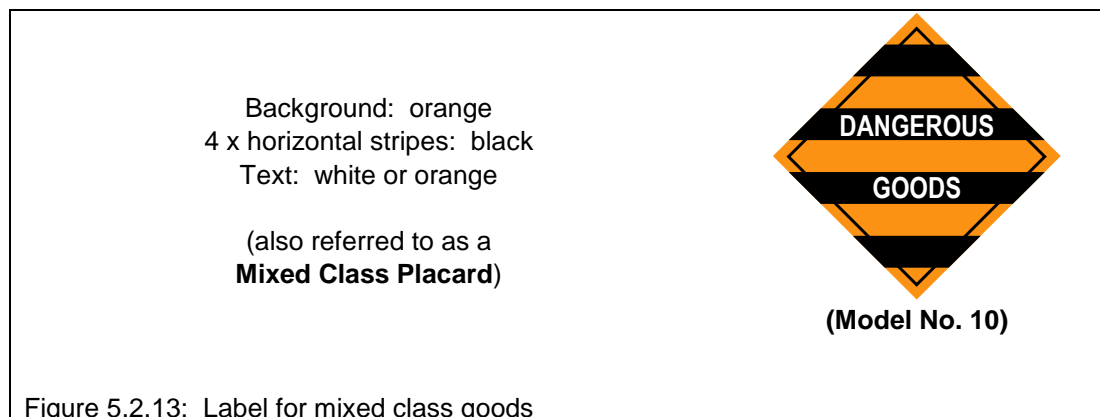 Background: orange
4 x horizontal stripes: black
Text: white or orange
(also referred to as a
Mixed Class Placard)
DANGEROUS
GOODS
(Model No. 10)
Figure 5.2.13: Label for mixed class goods